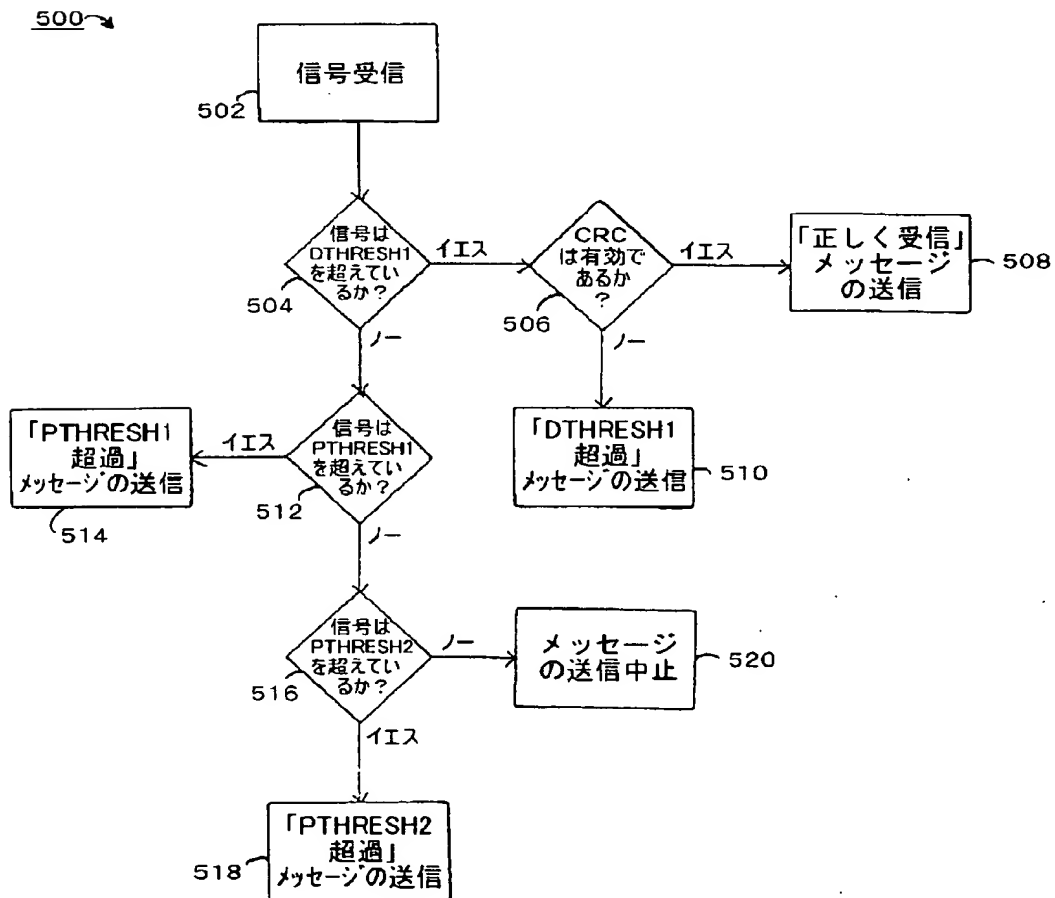 500
信号受信
502
信号は
DTHRESH1
を超えてい
るか?
504
イエス
CRC
は有効で
あるか
?
506
イエス
「正しく受信」
メッセージ
の送信
508
ノー
ノー
「DTHRESH1
超過」
メッセージの送信
510
信号は
PTHRESH1
を超えてい
るか?
512
イエス
「PTHRESH1
超過」
メッセージの送信
514
ノー
信号は
PTHRESH2
を超えてい
るか?
516
ノー
メッセージ
の送信中止
520
イエス
「PTHRESH2
超過」
メッセージの送信
518